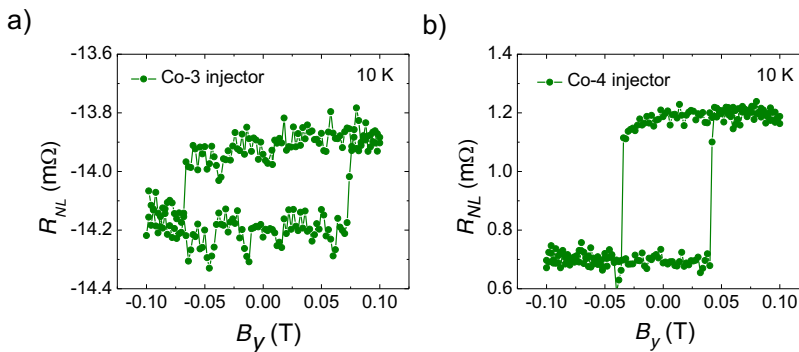 a)
-13.6
-13.8
-14.0
-14.2
-14.4
R_NL (mΩ)
Co-3 injector
10 K
-0.10 -0.05 0.00 0.05 0.10
B_y (T)
b)
1.4
1.2
1.0
0.8
0.6
R_NL (mΩ)
Co-4 injector
10 K
-0.10 -0.05 0.00 0.05 0.10
B_y (T)